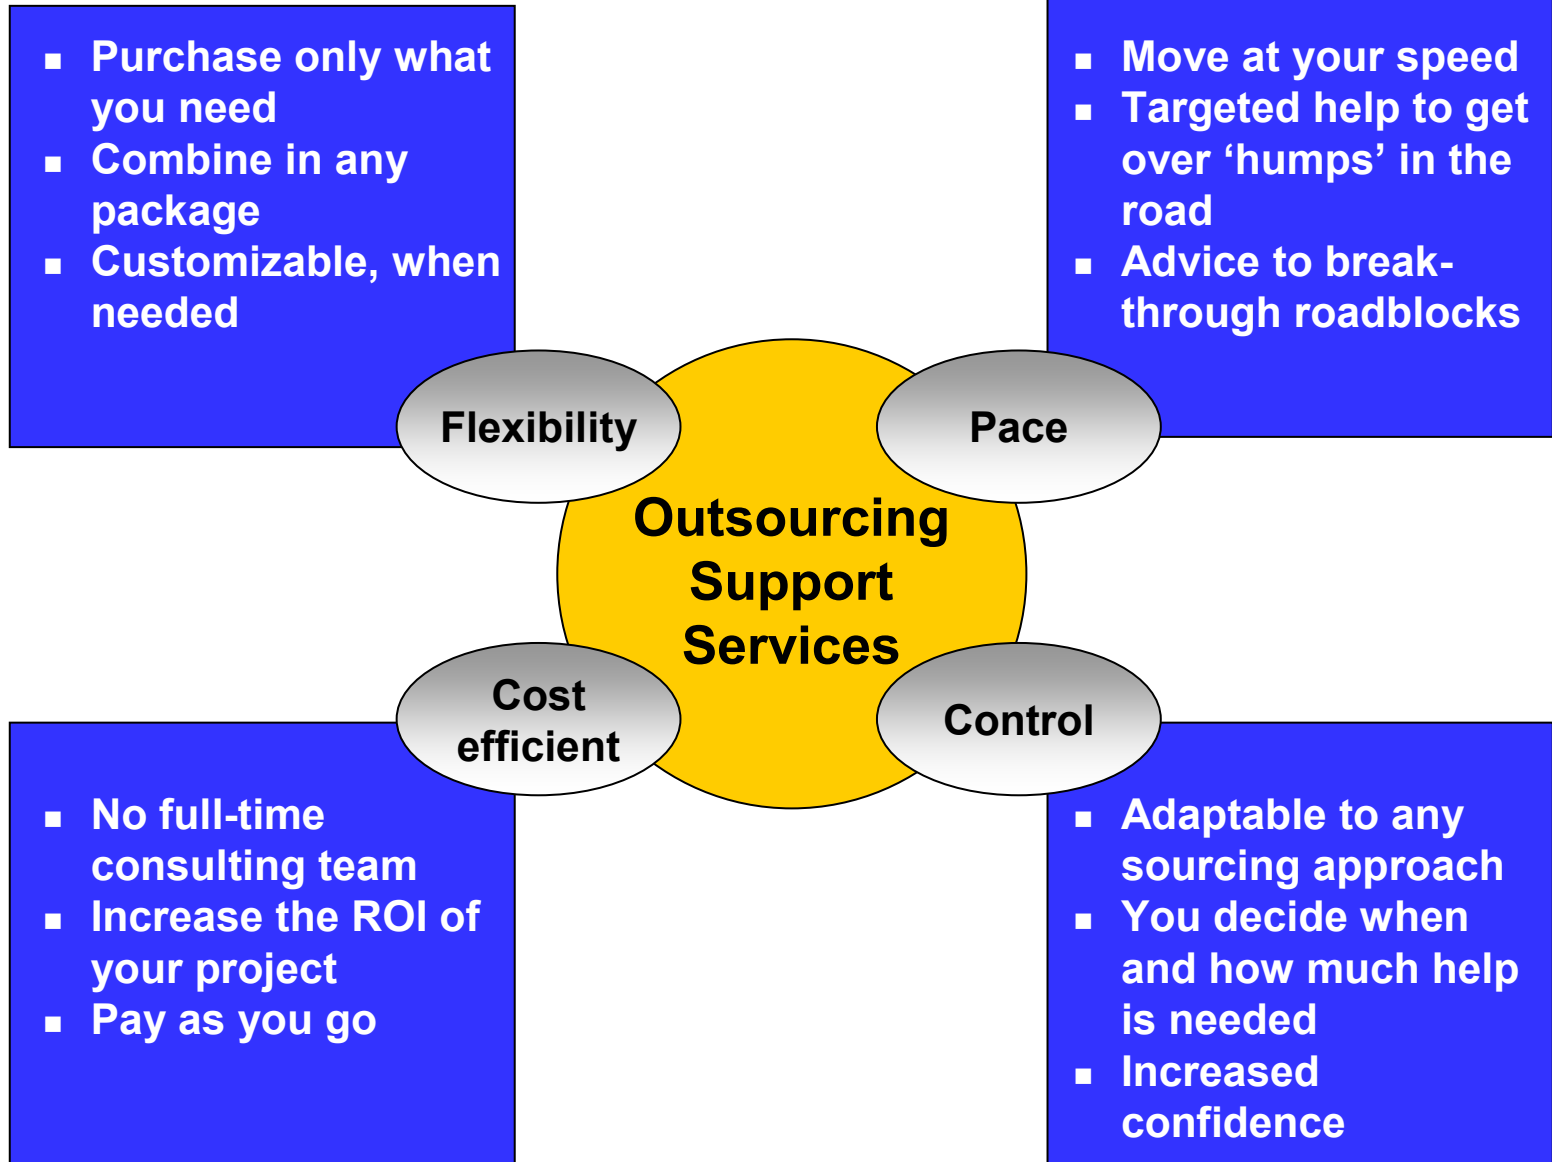 Purchase only what
you need
Combine in any
package
Customizable, when
needed
Move at your speed
Targeted help to get
over ‘humps’ in the
road
Advice to break-
through roadblocks
Flexibility
Pace
Outsourcing
Support
Services
Cost
efficient
Control
No full-time
consulting team
Increase the ROI of
your project
Pay as you go
Adaptable to any
sourcing approach
You decide when
and how much help
is needed
Increased
confidence